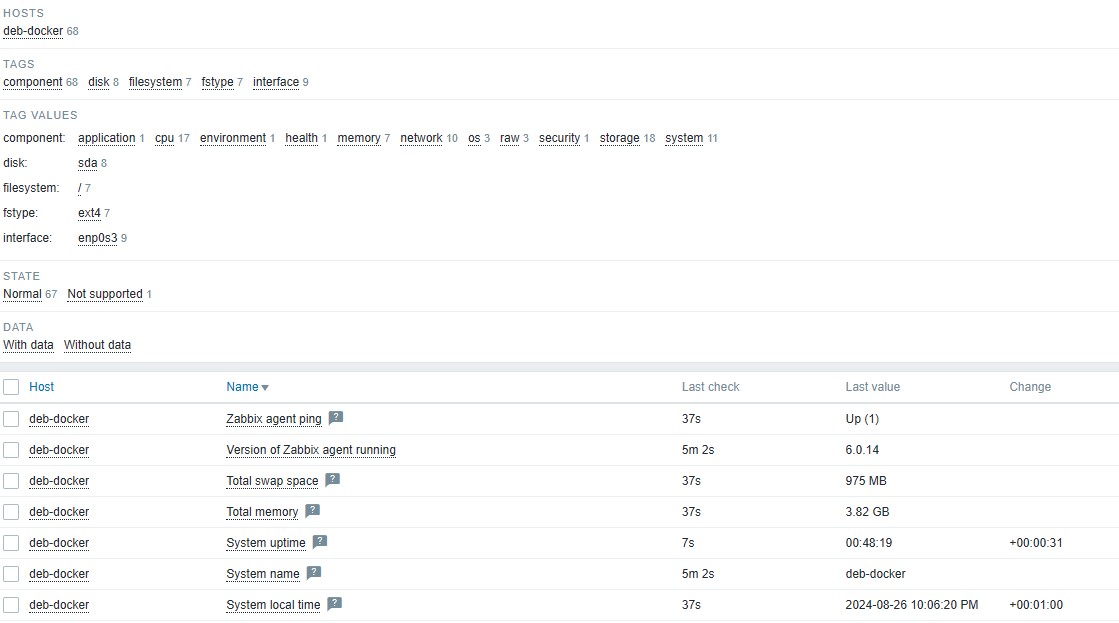 HOSTS
deb-docker 68
TAGS
component 68 disk 8 filesystem 7 fstype 7 interface 9
TAG VALUES
component: application 1 cpu 17 environment 1 health 1 memory 7 network 10 os 3 raw 3 security 1 storage 18 system 11
disk: sda 8
filesystem: / 7
fstype: ext4 7
interface: enp0s3 9
STATE
Normal 67 Not supported 1
DATA
With data Without data
Host Name Last check Last value Change
deb-docker Zabbix agent ping ? 37s Up (1)
deb-docker Version of Zabbix agent running 5m 2s 6.0.14
deb-docker Total swap space ? 37s 975 MB
deb-docker Total memory ? 37s 3.82 GB
deb-docker System uptime ? 7s 00:48:19 +00:00:31
deb-docker System name ? 5m 2s deb-docker
deb-docker System local time ? 37s 2024-08-26 10:06:20 PM +00:01:00